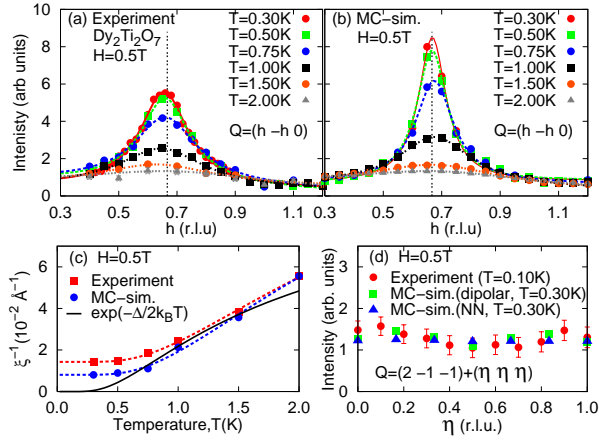 (a) Experiment
Dy2Ti2O7
H=0.5T
T=0.30K
T=0.50K
T=0.75K
T=1.00K
T=1.50K
T=2.00K
Q=(h −h 0)
Intenisity (arb units)
10
8
6
4
2
0
0.3 0.5 0.7 0.9 1.1
h (r.l.u)
(b) MC−sim.
H=0.5T
T=0.30K
T=0.50K
T=0.75K
T=1.00K
T=1.50K
T=2.00K
Q=(h −h 0)
0.3 0.5 0.7 0.9 1.1
h (r.l.u)
(c) H=0.5T
Experiment
MC−sim.
exp(−Δ/2kBT)
ξ−1(10−2 Å−1)
6
4
2
0
0.0 0.5 1.0 1.5 2.0
Temperature,T(K)
(d) H=0.5T
Experiment (T=0.10K)
MC−sim.(dipolar, T=0.30K)
MC−sim.(NN, T=0.30K)
Q=(2 −1 −1)+(η η η)
Intensity (arb. units)
3
2
1
0
0.0 0.2 0.4 0.6 0.8 1.0
η (r.l.u.)